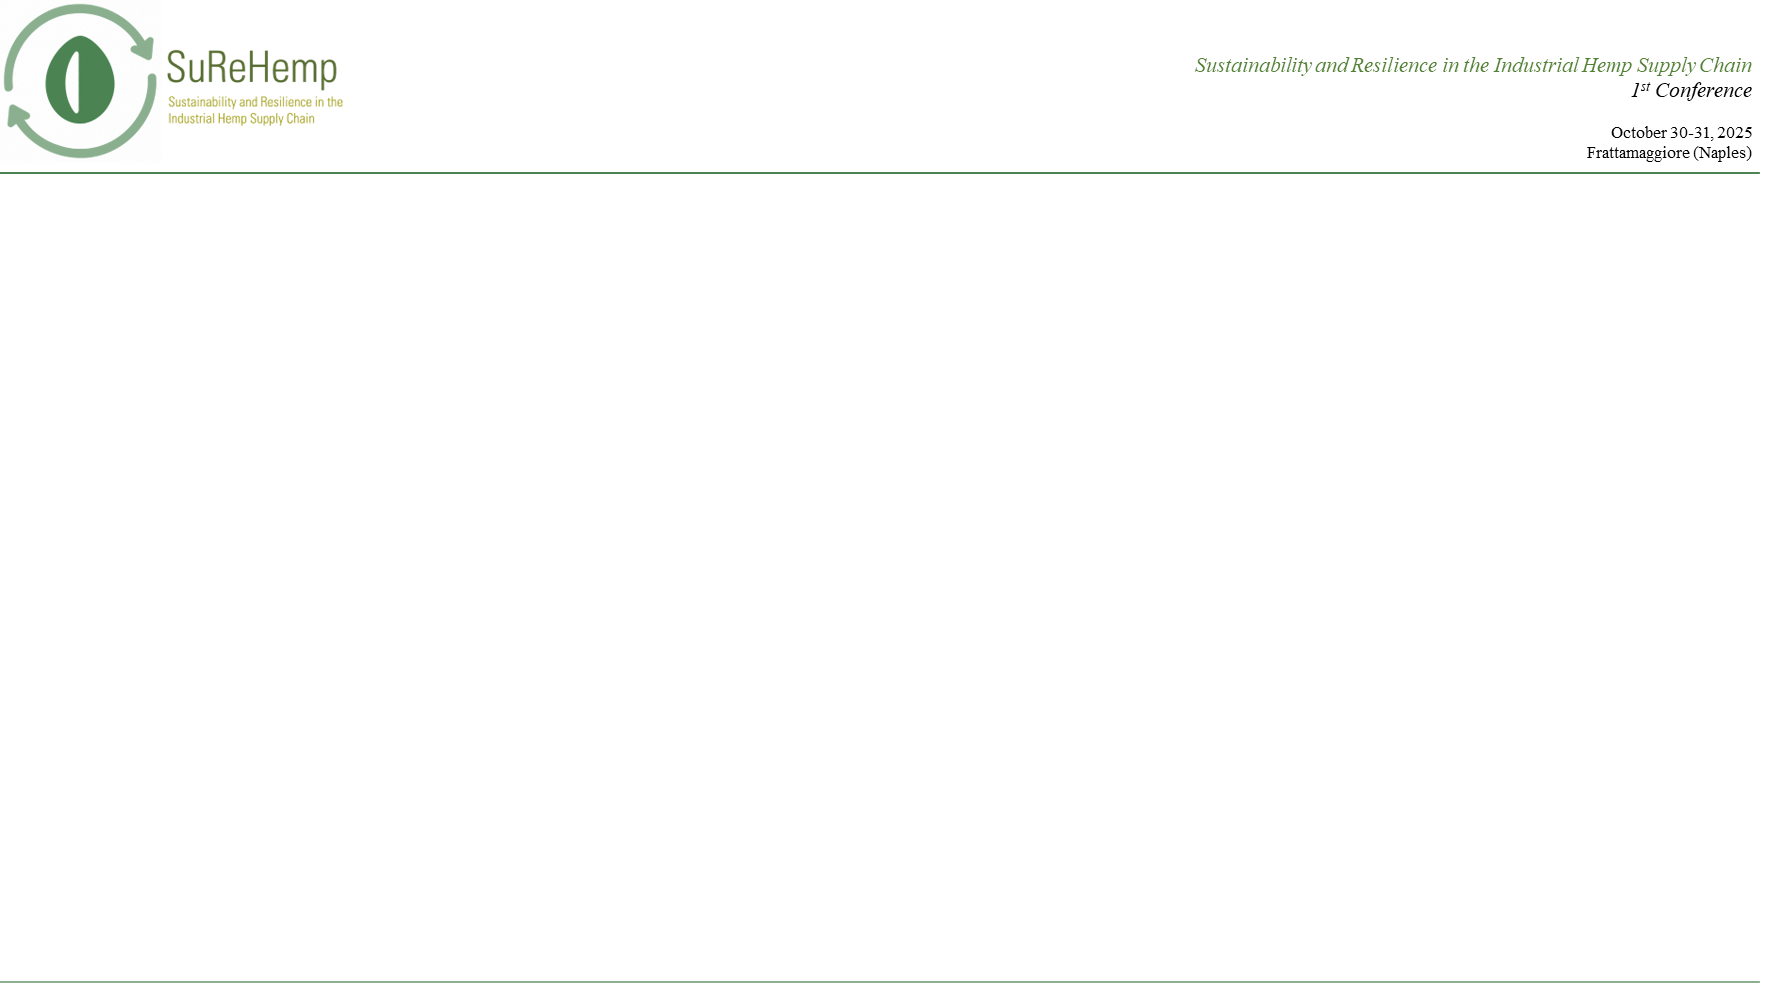 SuReHemp
Sustainability and Resilience in the
Industrial Hemp Supply Chain
Sustainability and Resilience in the Industrial Hemp Supply Chain
1st Conference
October 30-31, 2025
Frattamaggiore (Naples)